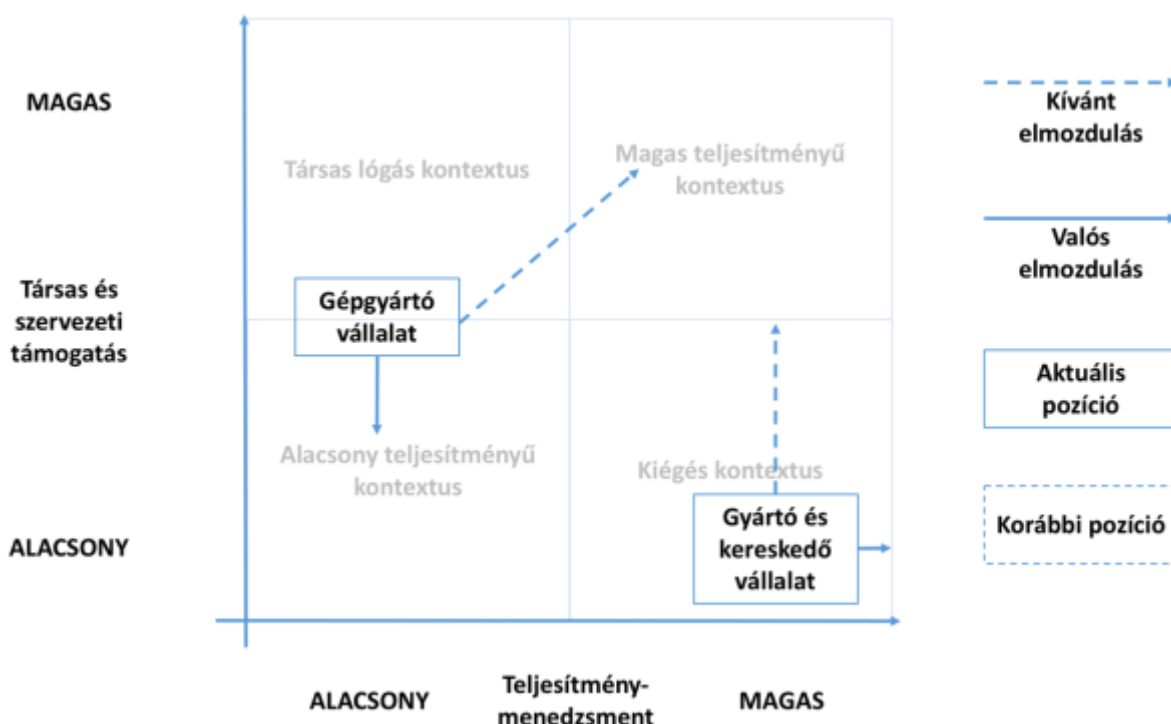 MAGAS
Társas és
szervezeti
támogatás
ALACSONY
Társas lógás kontextus
Magas teljesítményű
kontextus
Gépgyártó
vállalat
Alacsony teljesítményű
kontextus
Kiégés kontextus
Gyártó és
kereskedő
vállalat
ALACSONY
Teljesítmény-
menedzsment
MAGAS
Kívánt
elmozdulás
Valós
elmozdulás
Aktuális
pozíció
Korábbi pozíció